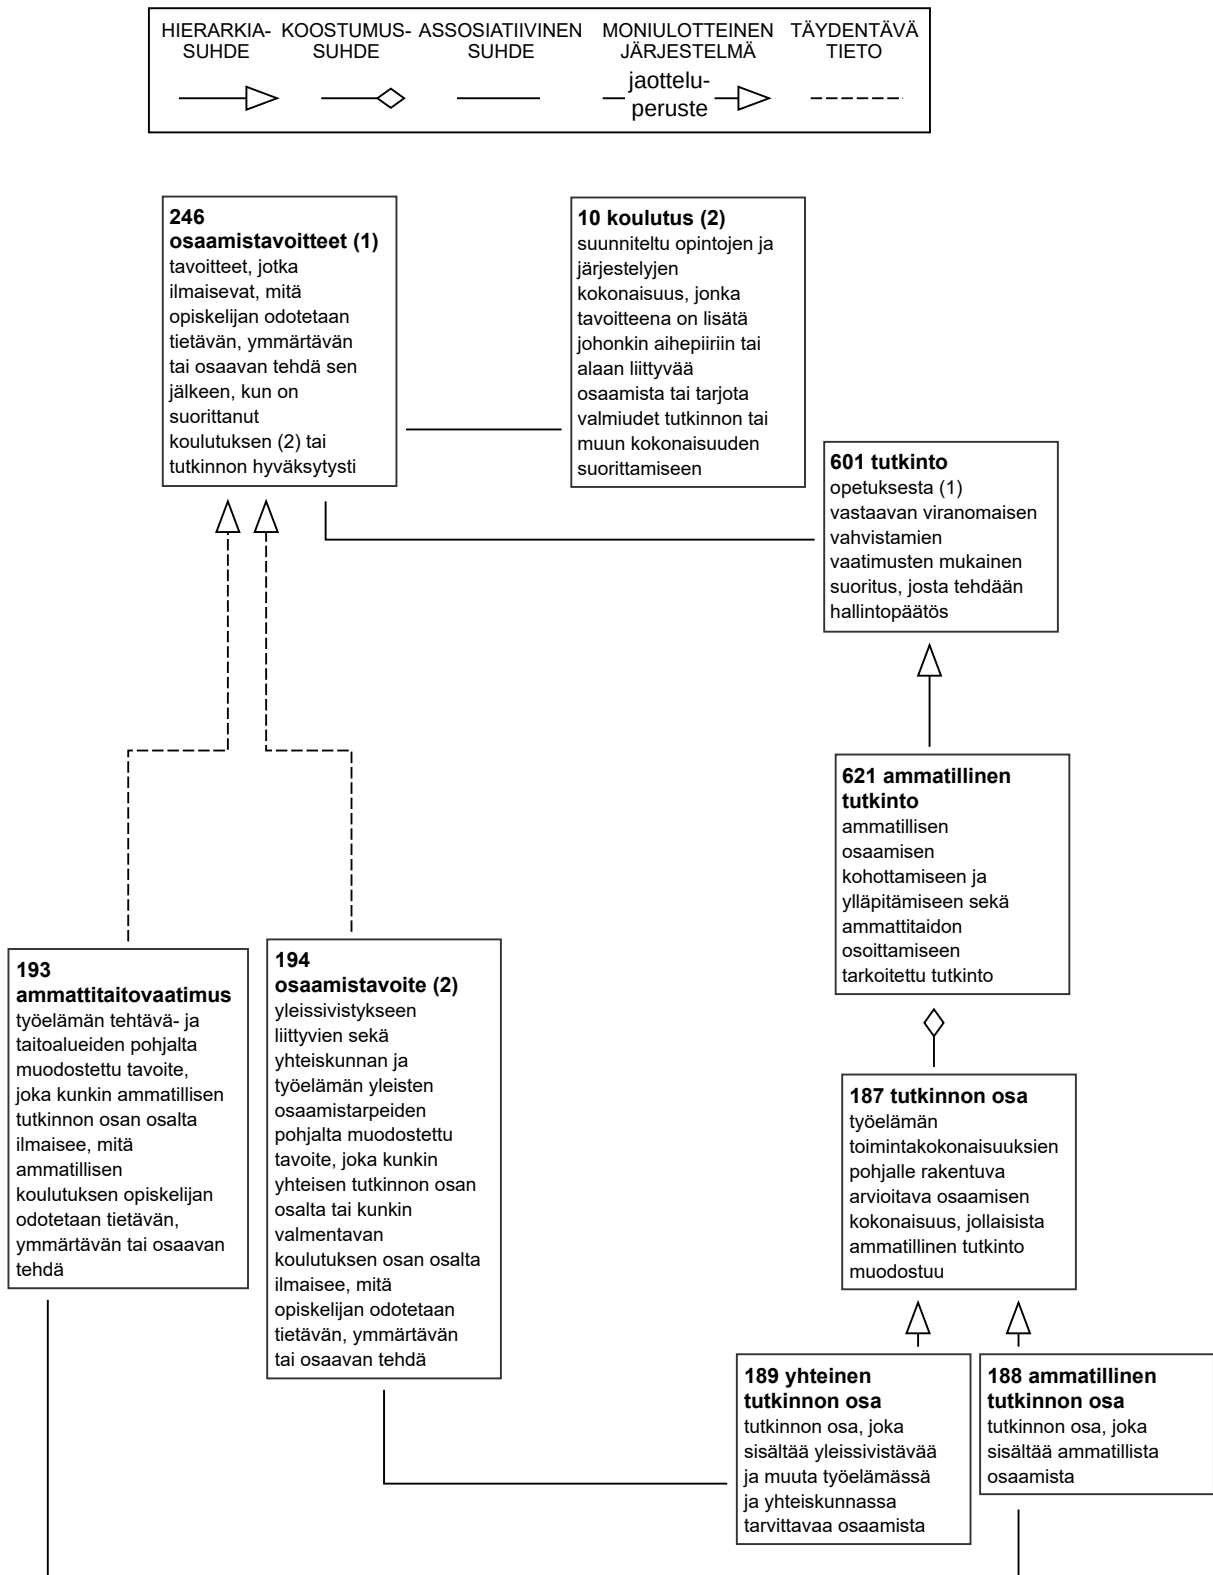 HIERARKIA-
SUHDE
KOOSTUMUS-
SUHDE
ASSOSIATIIVINEN
SUHDE
MONIULOTTEINEN
JÄRJESTELMÄ
jaottelu-
peruste
TÄYDENTÄVÄ
TIETO
246
osaamistavoitteet (1)
tavoitteet, jotka
ilmaisevat, mitä
opiskelijan odotetaan
tietävän, ymmärtävän
tai osaavan tehdä sen
jälkeen, kun on
suorittanut
koulutuksen (2) tai
tutkinnon hyväksytysti
10 koulutus (2)
suunniteltu opintojen ja
järjestelyjen
kokonaisuus, jonka
tavoitteena on lisätä
johonkin aihepiiriin tai
alaan liittyvää
osaamista tai tarjota
valmiudet tutkinnon tai
muun kokonaisuuden
suorittamiseen
601 tutkinto
opetuksesta (1)
vastaavan viranomaisen
vahvistamien
vaatimusten mukainen
suoritus, josta tehdään
hallintopäätös
621 ammatillinen
tutkinto
ammatillisen
osaamisen
kohottamiseen ja
ylläpitämiseen sekä
ammattitaidon
osoittamiseen
tarkoitettu tutkinto
193
ammattitaitovaatimus
työelämän tehtävä- ja
taitoalueiden pohjalta
muodostettu tavoite,
joka kunkin ammatillisen
tutkinnon osan osalta
ilmaisee, mitä
ammatillisen
koulutuksen opiskelijan
odotetaan tietävän,
ymmärtävän tai osaavan
tehdä
194
osaamistavoite (2)
yleissivistykseen
liittyvien sekä
yhteiskunnan ja
työelämän yleisten
osaamistarpeiden
pohjalta muodostettu
tavoite, joka kunkin
yhteisen tutkinnon osan
osalta tai kunkin
valmentavan
koulutuksen osan osalta
ilmaisee, mitä
opiskelijan odotetaan
tietävän, ymmärtävän
tai osaavan tehdä
187 tutkinnon osa
työelämän
toimintakokonaisuuksien
pohjalle rakentuva
arvioitava osaamisen
kokonaisuus, jollaisista
ammatillinen tutkinto
muodostuu
189 yhteinen
tutkinnon osa
tutkinnon osa, joka
sisältää yleissivistävää
ja muuta työelämässä
ja yhteiskunnassa
tarvittavaa osaamista
188 ammatillinen
tutkinnon osa
tutkinnon osa, joka
sisältää ammatillista
osaamista